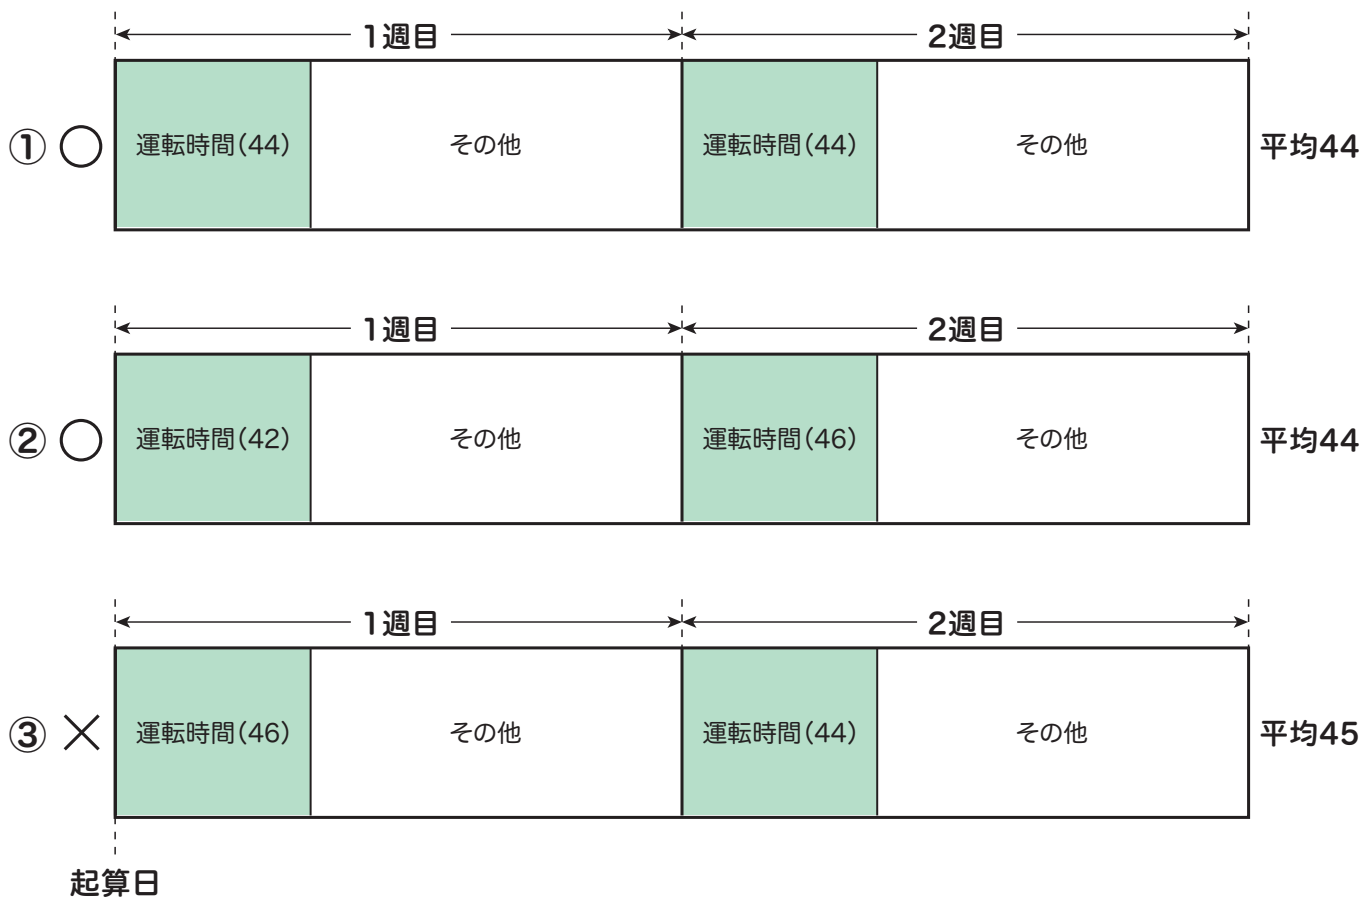 1週目 2週目
① ○ 運転時間(44) その他 運転時間(44) その他 平均44
1週目 2週目
② ○ 運転時間(42) その他 運転時間(46) その他 平均44
1週目 2週目
③ × 運転時間(46) その他 運転時間(44) その他 平均45
起算日